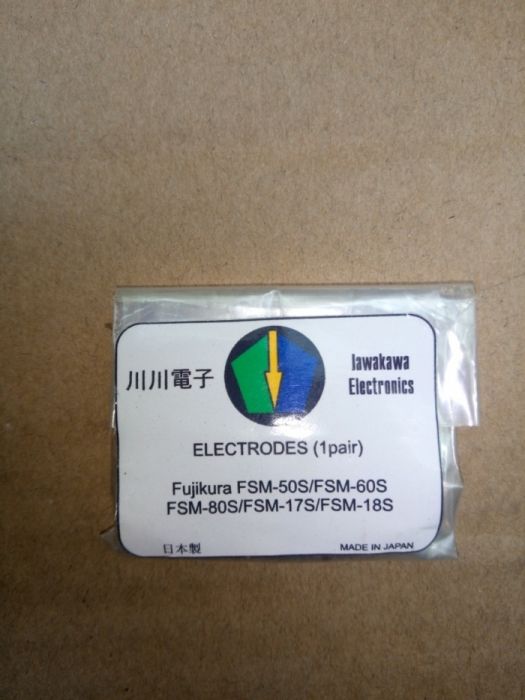 川川電子
Jawakawa
Electronics
ELECTRODES (1pair)
Fujikura FSM-50S/FSM-60S
FSM-80S/FSM-17S/FSM-18S
日本製
MADE IN JAPAN